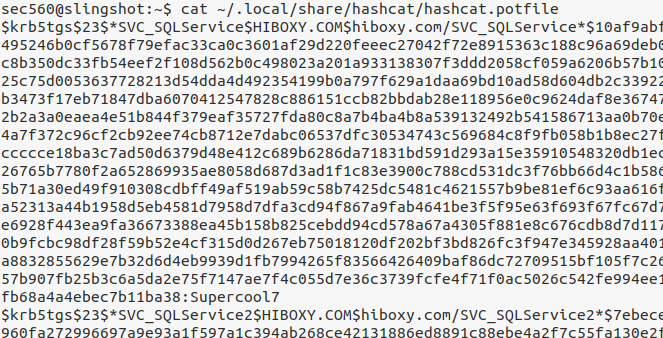 sec560@slingshot:~$ cat ~/.local/share/hashcat/hashcat.potfile
$krb5tgs$23$*SVC_SQLService$HIBOXY.COM$hiboxy.com/SVC_SQLService*$10af9abf
495246b0cf5678f79efac33ca0c3601af29d220feeec27042f72e8915363c188c96a69deb0
c8b350dc33fb54eef2f108d562b0c498023a201a933138307f3ddd2058cf059a6206b57b10
25c75d0053637728213d54dda4d492354199b0a797f629a1daa69bd10ad58d604db2c33922
b3473f17eb71847dba6070412547828c886151ccb82bbdab28e118956e0c9624daf8e36747
2b2a3a0eaea4e51b844f379eaf35727fda80c8a7b4ba4b8a539132492b541586713aa0b70e
4a7f372c96cf2cb92ee74cb8712e7dabc06537dfc30534743c569684c8f9fb058b1b8ec27f
ccccce18ba3c7ad50d6379d48e412c689b6286da71831bd591d293a15e35910548320db1ec
26765b7780f2a652869935ae8058d687d3ad1f1c83e3900c788cd531dc3f76bb66d4c1b586
5b71a30ed49f910308cdbff49af519ab59c58b7425dc5481c4621557b9be81ef6c93aa616f
a52313a44b1958d5eb4581d7958d7dfa3cd94f867a9fab4641be3f5f95e63f693f67fc67d7
e6928f443ea9fa36673388ea45b158b825cebdd94cd578a67a4305f881e8c676cdb8d7d117
0b9fcbc98df28f59b52e4cf315d0d267eb75018120df202bf3bd826fc3f947e345928aa401
a8832855629e7b32d6d4eb9939d1fb7994265f83566426409baf86dc72709515bf105f7c26
57b907fb25b3c6a5da2e75f7147ae7f4c055d7e36c3739fcfe4f71f0ac5026c542fe994ee1
fb68a4a4ebec7b11ba38:Supercool7
$krb5tgs$23$*SVC_SQLService2$HIBOXY.COM$hiboxy.com/SVC_SQLService2*$7ebece
960fa272996697a9e93a1f597a1c394ab268ce42131886ed8891c88ebe4a2f7c55fa130e2f